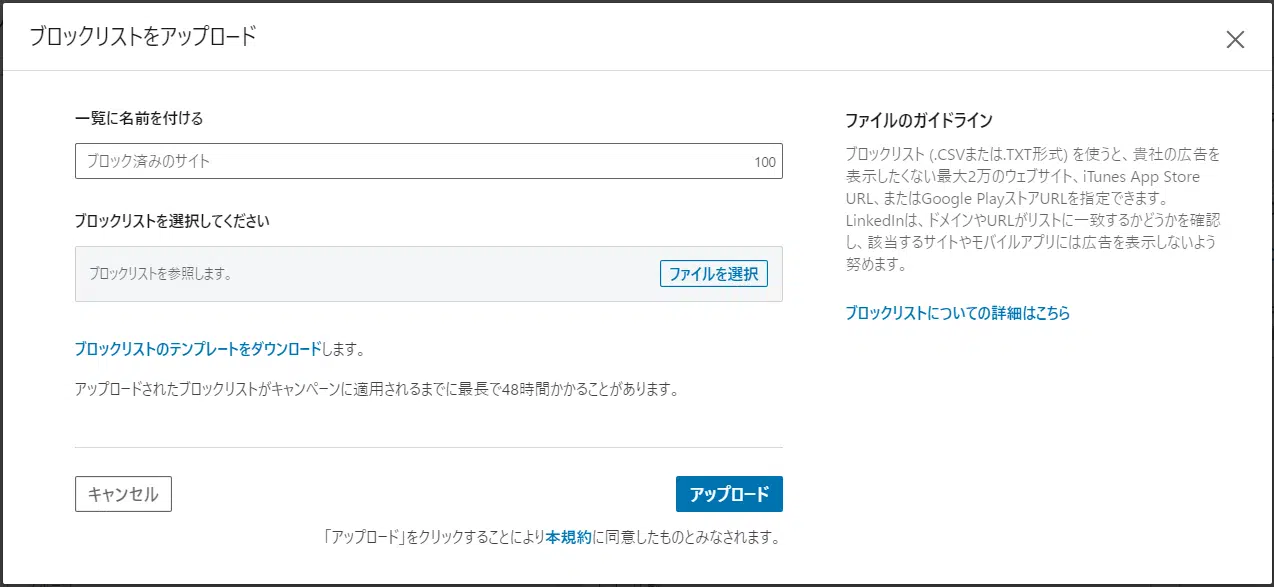 ブロックリストをアップロード
一覧に名前を付ける
ブロック済みのサイト 100
ブロックリストを選択してください
ブロックリストを参照します。 ファイルを選択
ブロックリストのテンプレートをダウンロードします。
アップロードされたブロックリストがキャンペーンに適用されるまでに最長で48時間かかることがあります。
キャンセル アップロード
「アップロード」をクリックすることにより本規約に同意したものとみなされます。
ファイルのガイドライン
ブロックリスト (.CSVまたは.TXT形式) を使うと、貴社の広告を
表示したくない最大2万のウェブサイト、iTunes App Store
URL、またはGoogle PlayストアURLを指定できます。
LinkedInは、ドメインやURLがリストに一致するかどうかを確認
し、該当するサイトやモバイルアプリには広告を表示しないよう
努めます。
ブロックリストについての詳細はこちら